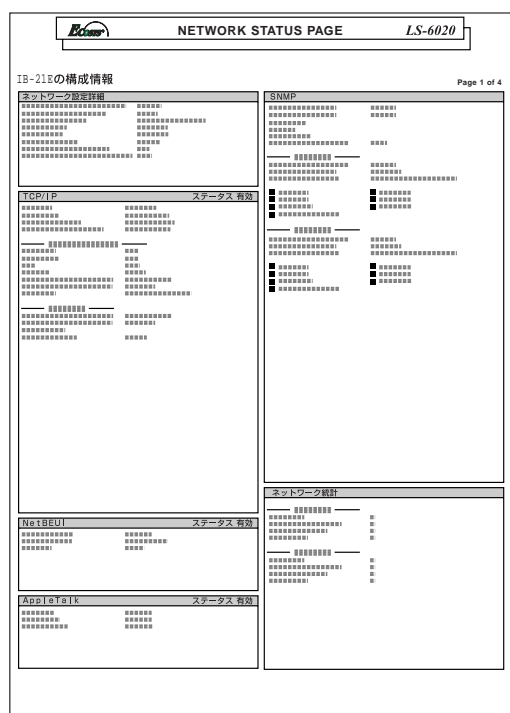 Ecosys
NETWORK STATUS PAGE
LS-6020
IB-21Eの構成情報
Page 1 of 4
ネットワーク設定詳細
TCP/IP ステータス 有効
NetBEUI ステータス 有効
AppleTalk ステータス 有効
SNMP
ネットワーク統計